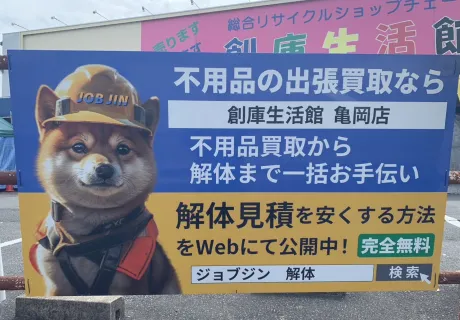 総合リサイクルショップチェー
売ります
創庫生活館
JOB JIN
不用品の出張買取なら
創庫生活館 亀岡店
不用品買取から
解体まで一括お手伝い
解体見積を安くする方法
をWebにて公開中！ 完全無料
ジョブジン 解体 検索